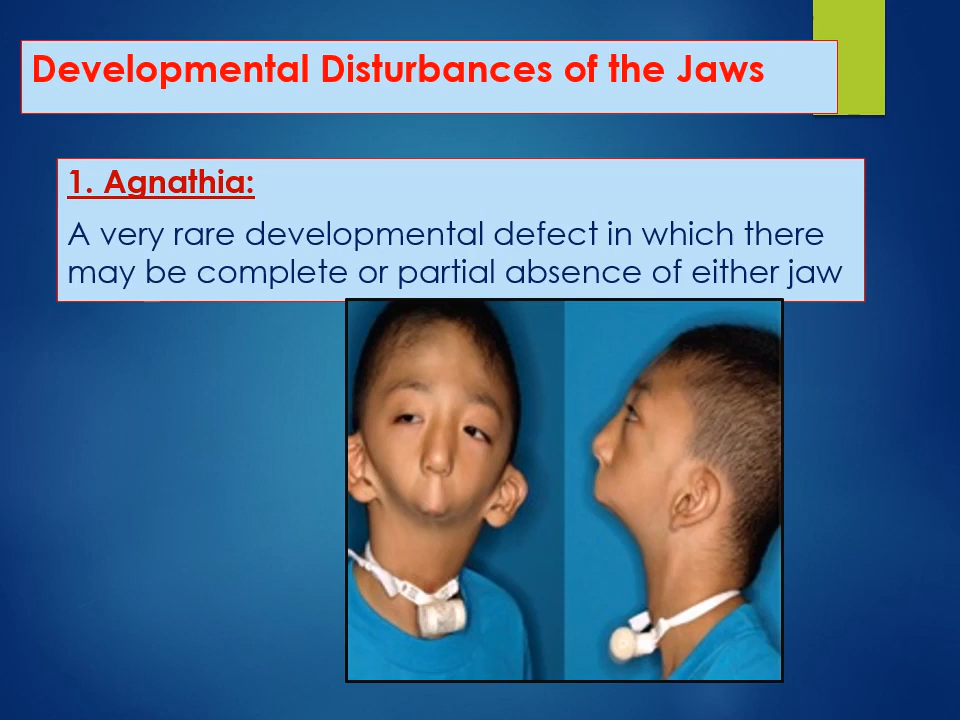 Developmental Disturbances of the Jaws
1. Agnathia:
A very rare developmental defect in which there
may be complete or partial absence of either jaw